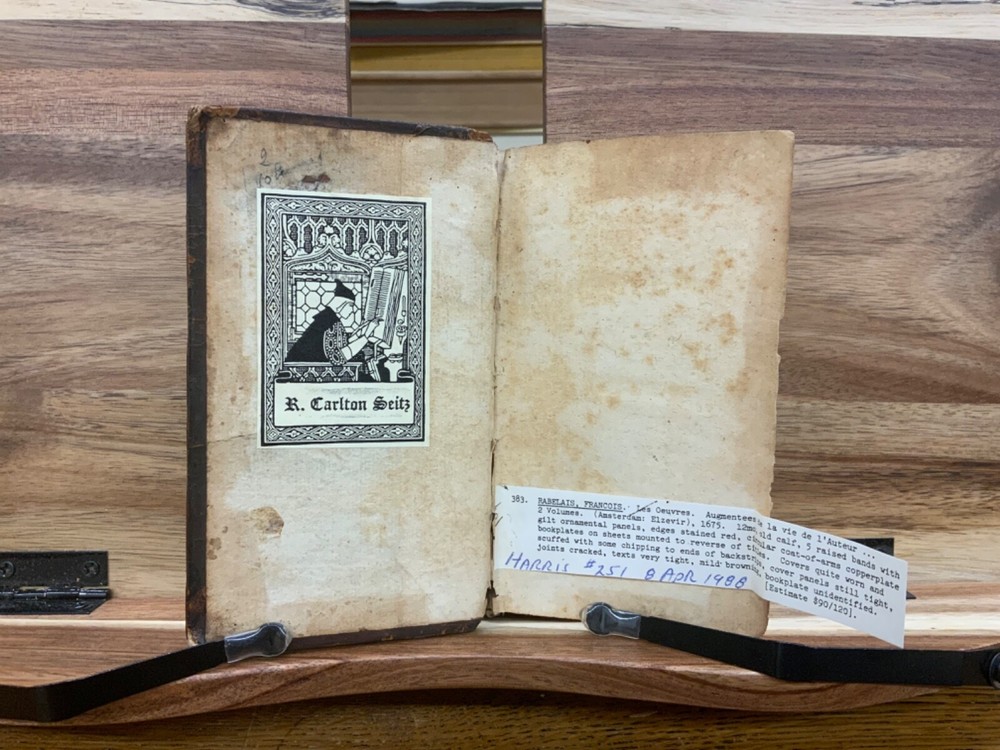 2
R. Carlton Seitz
383. RABELAIS, FRANCOIS. Les Oeuvres. Augmentees de la vie de l'Auteur ...
2 Volumes. (Amsterdam: Elzevir), 1675. 12mo, old calf, 5 raised bands with
gilt ornamental panels, edges stained red, circular coat-of-arms copperplate
bookplates on sheets mounted to reverse of titles. Covers quite worn and
scuffed with some chipping to ends of backstrips, cover panels still tight,
joints cracked, texts very tight, mild browning, bookplate unidentified.
[Estimate $90/120].
HARRIS #251 8 APR 1988